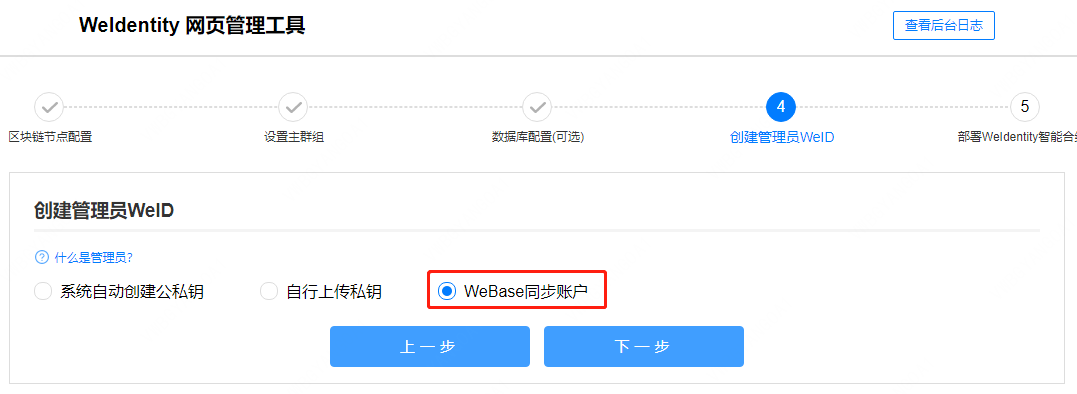 WeIdentity 网页管理工具
查看后台日志
4
5
区块链节点配置
设置主群组
数据库配置(可选)
创建管理员WeID
部署WeIdentity智能合
创建管理员WeID
? 什么是管理员?
系统自动创建公私钥
自行上传私钥
WeBase同步账户
上一步
下一步